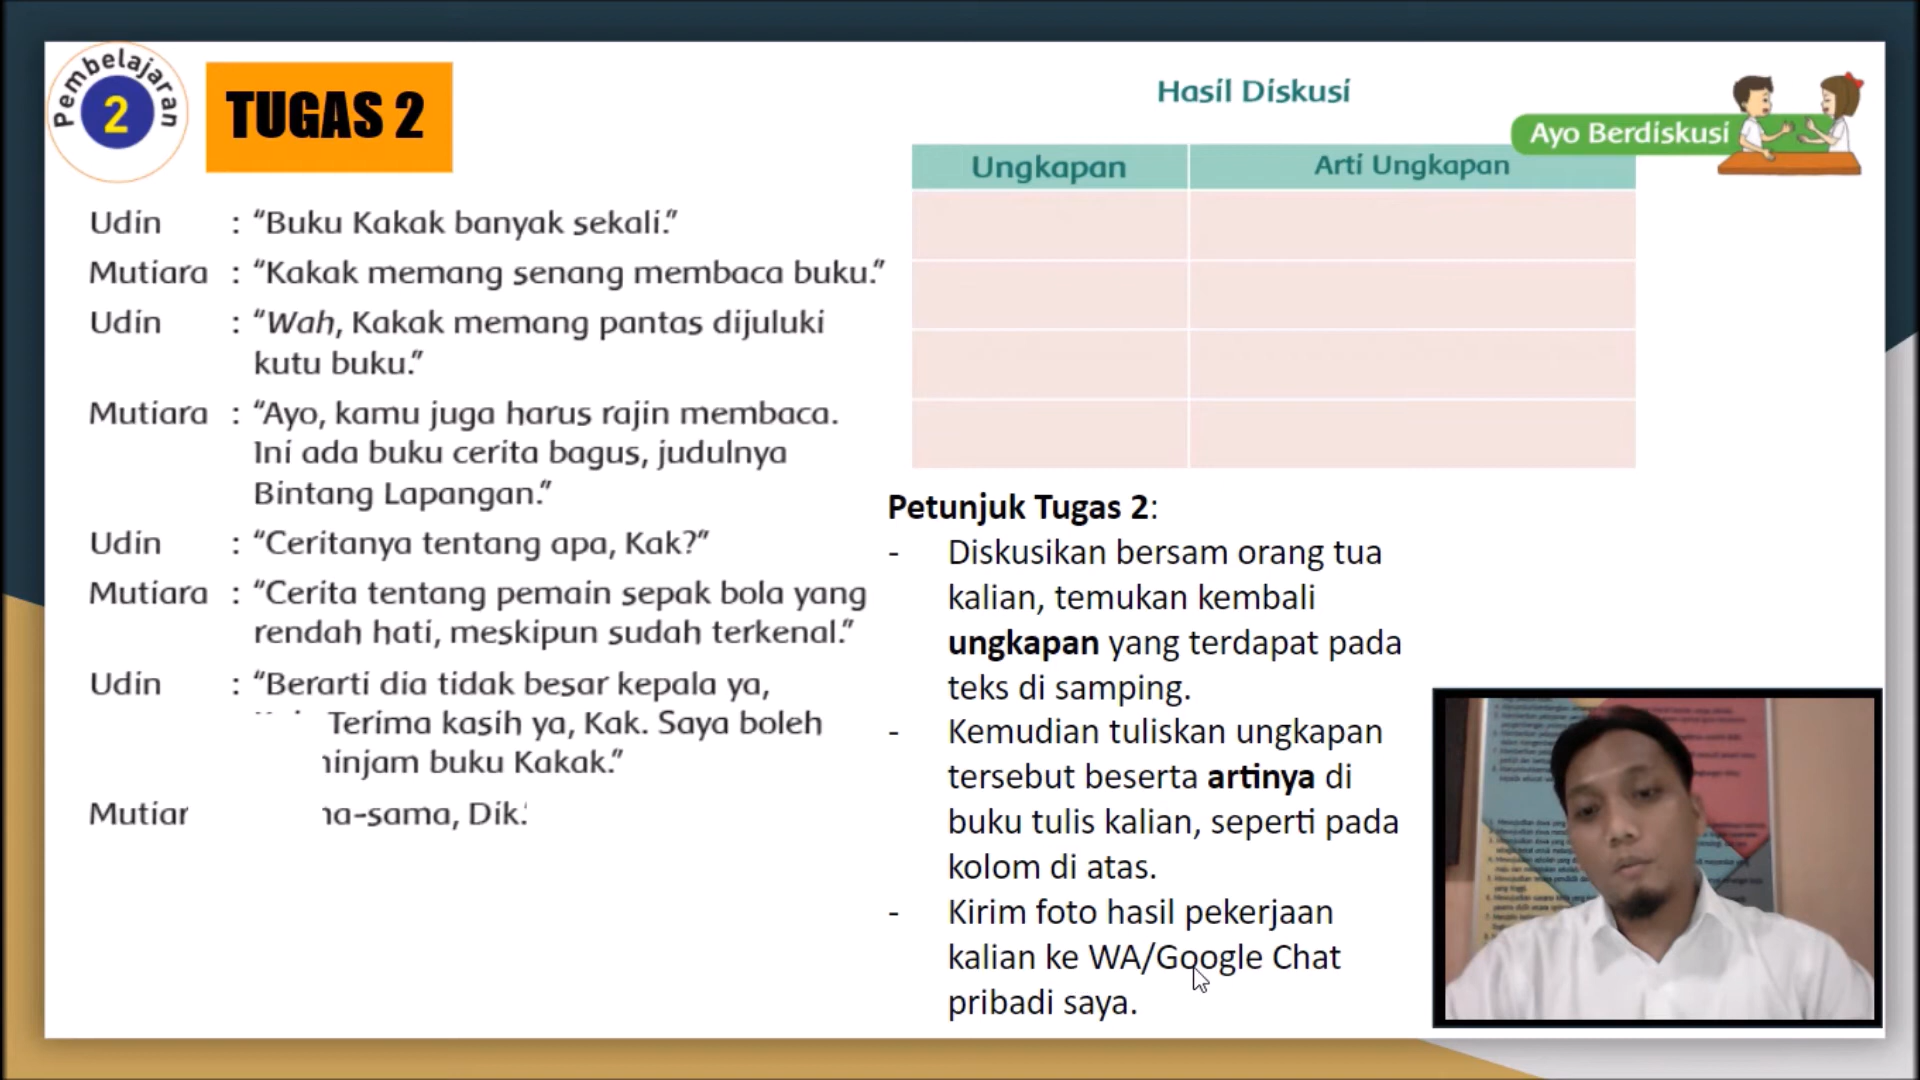 Pembelajaran
2
TUGAS 2
Udin : “Buku Kakak banyak sekali.”
Mutiara : “Kakak memang senang membaca buku.”
Udin : “Wah, Kakak memang pantas dijuluki
kutu buku.”
Mutiara : “Ayo, kamu juga harus rajin membaca.
Ini ada buku cerita bagus, judulnya
Bintang Lapangan.”
Udin : “Ceritanya tentang apa, Kak?”
Mutiara : “Cerita tentang pemain sepak bola yang
rendah hati, meskipun sudah terkenal.”
Udin : “Berarti dia tidak besar kepala ya,
Terima kasih ya, Kak. Saya boleh
injam buku Kakak.”
Mutiar a-sama, Dik.
Hasil Diskusi
Ayo Berdiskusi
Ungkapan Arti Ungkapan
Petunjuk Tugas 2:
- Diskusikan bersam orang tua
kalian, temukan kembali
ungkapan yang terdapat pada
teks di samping.
- Kemudian tuliskan ungkapan
tersebut beserta artinya di
buku tulis kalian, seperti pada
kolom di atas.
- Kirim foto hasil pekerjaan
kalian ke WA/Google Chat
pribadi saya.